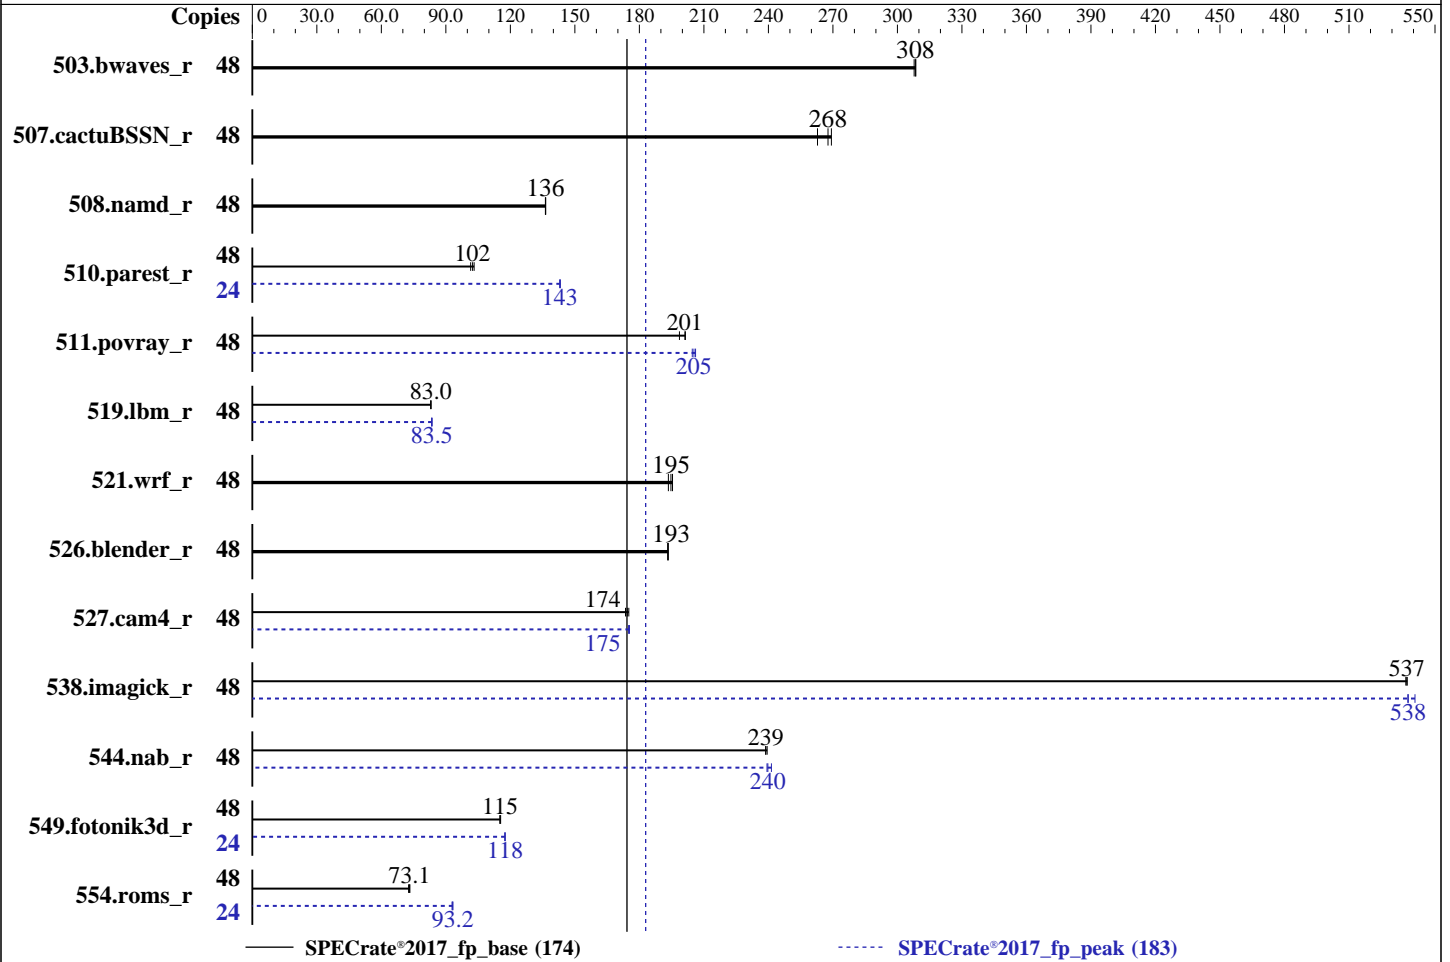 Copies 0 30.0 60.0 90.0 120 150 180 210 240 270 300 330 360 390 420 450 480 510 550
503.bwaves_r 48 308
507.cactuBSSN_r 48 268
508.namd_r 48 136
48 102
510.parest_r
24 143
511.povray_r 48 201
205
519.lbm_r 48 83.0
83.5
521.wrf_r 48 195
526.blender_r 48 193
527.cam4_r 48 174
175
538.imagick_r 48 537
538
544.nab_r 48 239
240
48 115
549.fotonik3d_r
24 118
48 73.1
554.roms_r
24 93.2
SPECrate®2017_fp_base (174) SPECrate®2017_fp_peak (183)